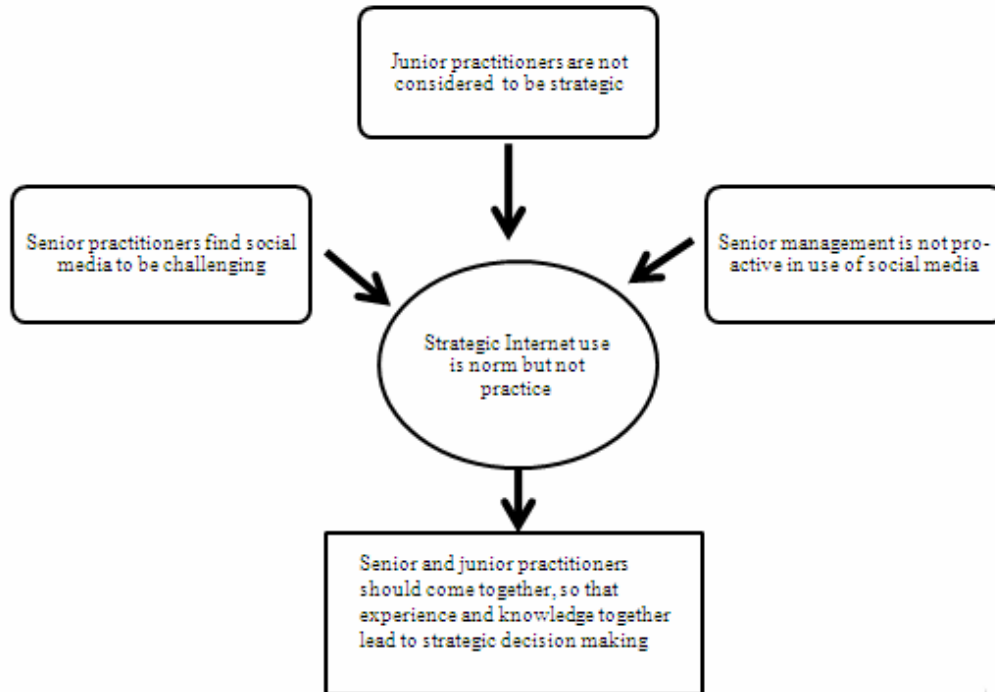 Junior practitioners are not
considered to be strategic
Senior practitioners find social
media to be challenging
Senior management is not pro-
active in use of social media
Strategic Internet use
is norm but not
practice
Senior and junior practitioners
should come together, so that
experience and knowledge together
lead to strategic decision making